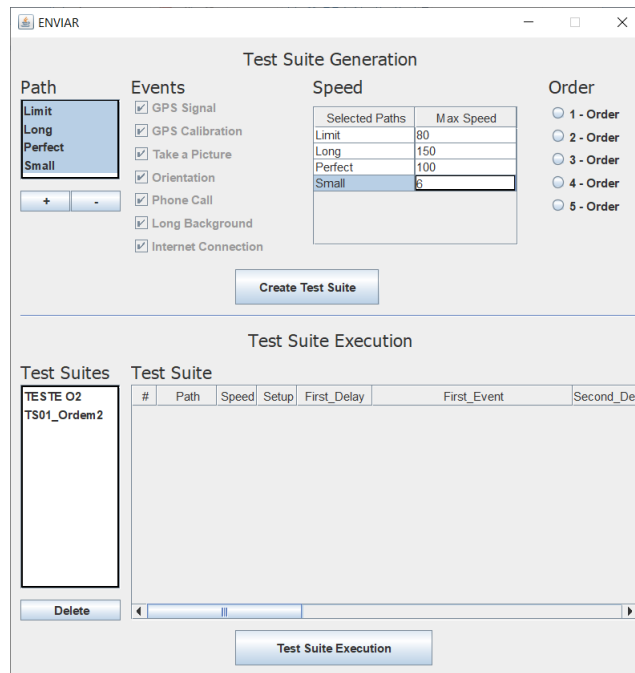 ENVIAR
Test Suite Generation
Path
Limit
Long
Perfect
Small
+ -
Events
GPS Signal
GPS Calibration
Take a Picture
Orientation
Phone Call
Long Background
Internet Connection
Speed
Selected Paths Max Speed
Limit 80
Long 150
Perfect 100
Small 6
Order
1 - Order
2 - Order
3 - Order
4 - Order
5 - Order
Create Test Suite
Test Suite Execution
Test Suites
TESTE O2
TS01_Ordem2
Delete
Test Suite
# Path Speed Setup First_Delay First_Event Second_De
Test Suite Execution